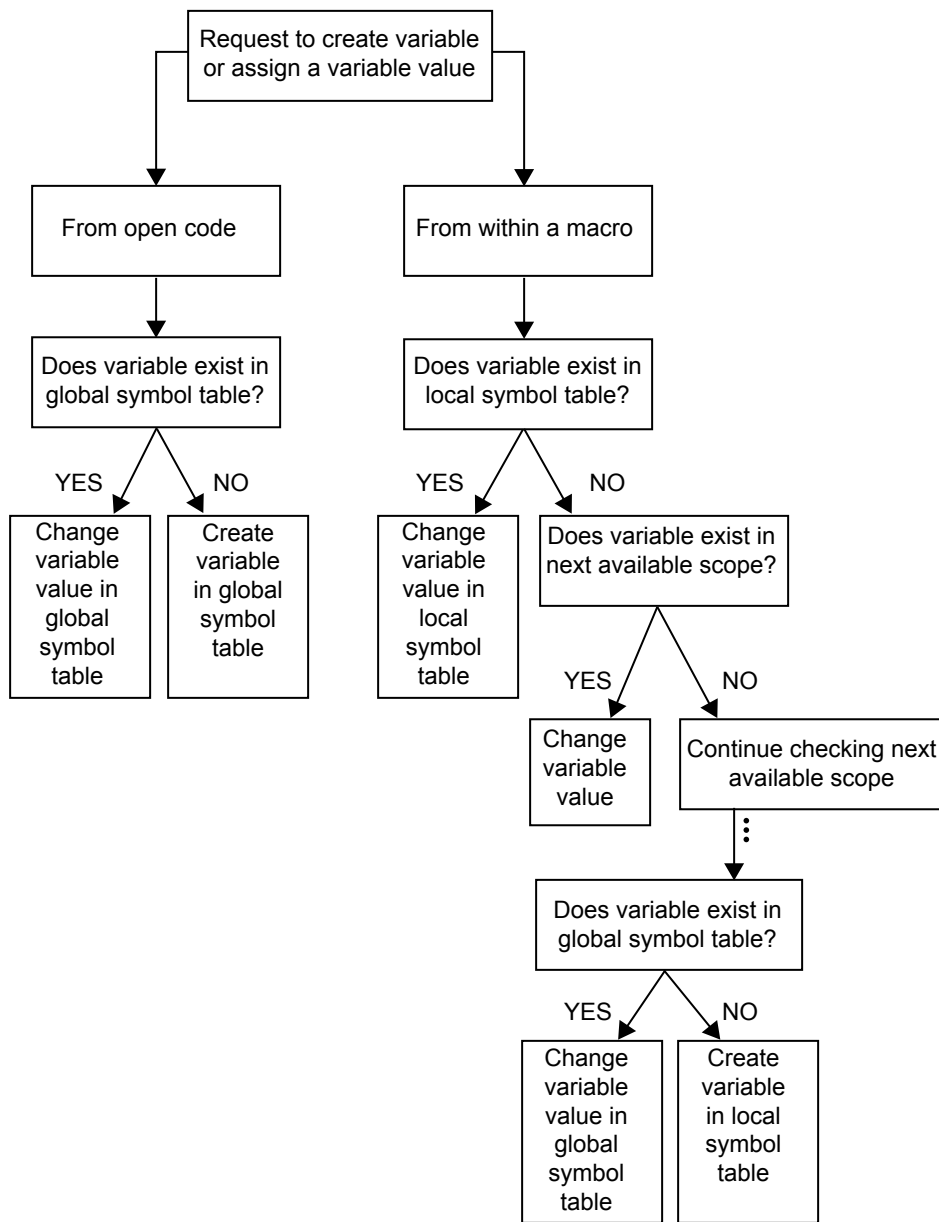 Request to create variable
or assign a variable value
From open code
From within a macro
Does variable exist in
global symbol table?
Does variable exist in
local symbol table?
YES
NO
YES
NO
Change
variable
value in
global
symbol
table
Create
variable
in global
symbol
table
Change
variable
value in
local
symbol
table
Does variable exist in
next available scope?
YES
NO
Change
variable
value
Continue checking next
available scope
Does variable exist in
global symbol table?
YES
NO
Change
variable
value in
global
symbol
table
Create
variable
in local
symbol
table